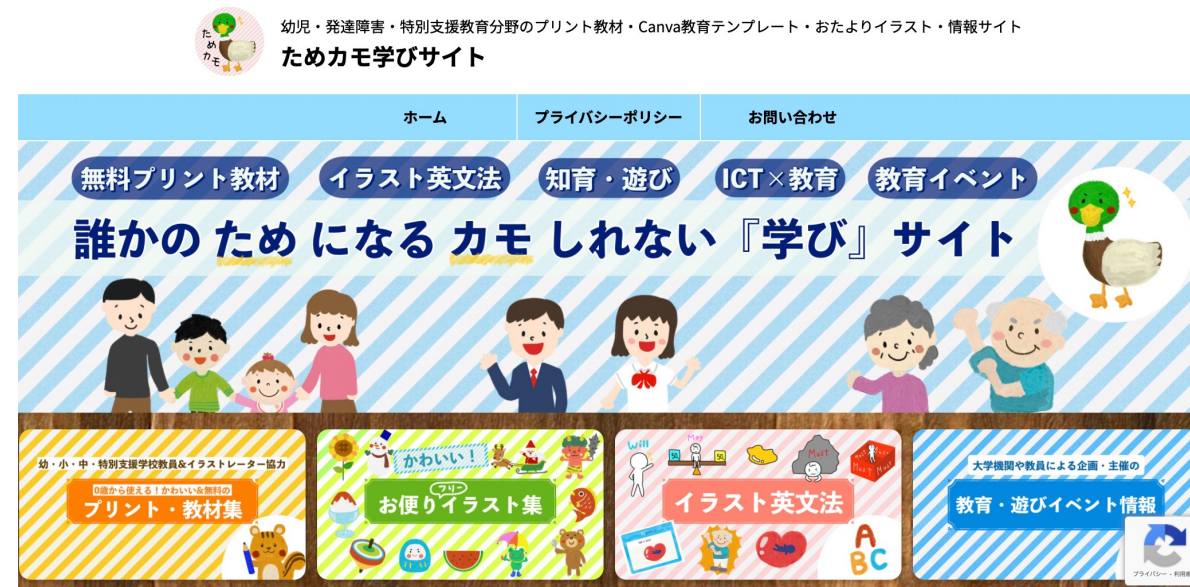 ため
カモ
幼児・発達障害・特別支援教育分野のプリント教材・Canva教育テンプレート・おたよりイラスト・情報サイト
ためカモ学びサイト
ホーム
プライバシーポリシー
お問い合わせ
無料プリント教材
イラスト英文法
知育・遊び
ICT×教育
教育イベント
誰かの ため になる カモ しれない『学び』サイト
幼・小・中・特別支援学校教員&イラストレーター協力
0歳から使える!かわいい&無料の
プリント・教材集
かわいい!
フリー
お便りイラスト集
Will
May
Must
イラスト英文法
A
BC
大学機関や教員による企画・主催の
教育・遊びイベント情報